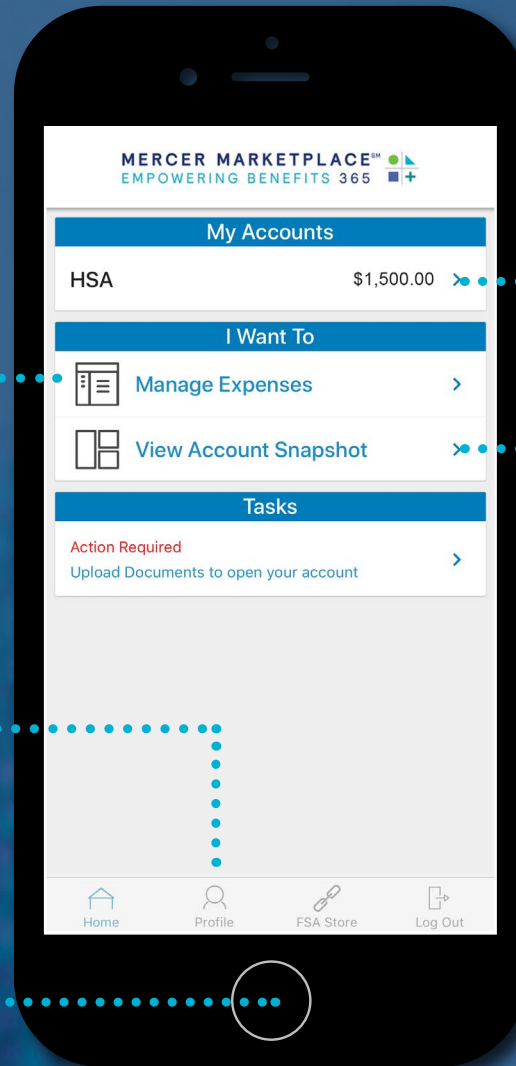 MERCER MARKETPLACE℠
EMPOWERING BENEFITS 365
My Accounts
HSA $1,500.00
I Want To
Manage Expenses
View Account Snapshot
Tasks
Action Required
Upload Documents to open your account
Home Profile FSA Store Log Out